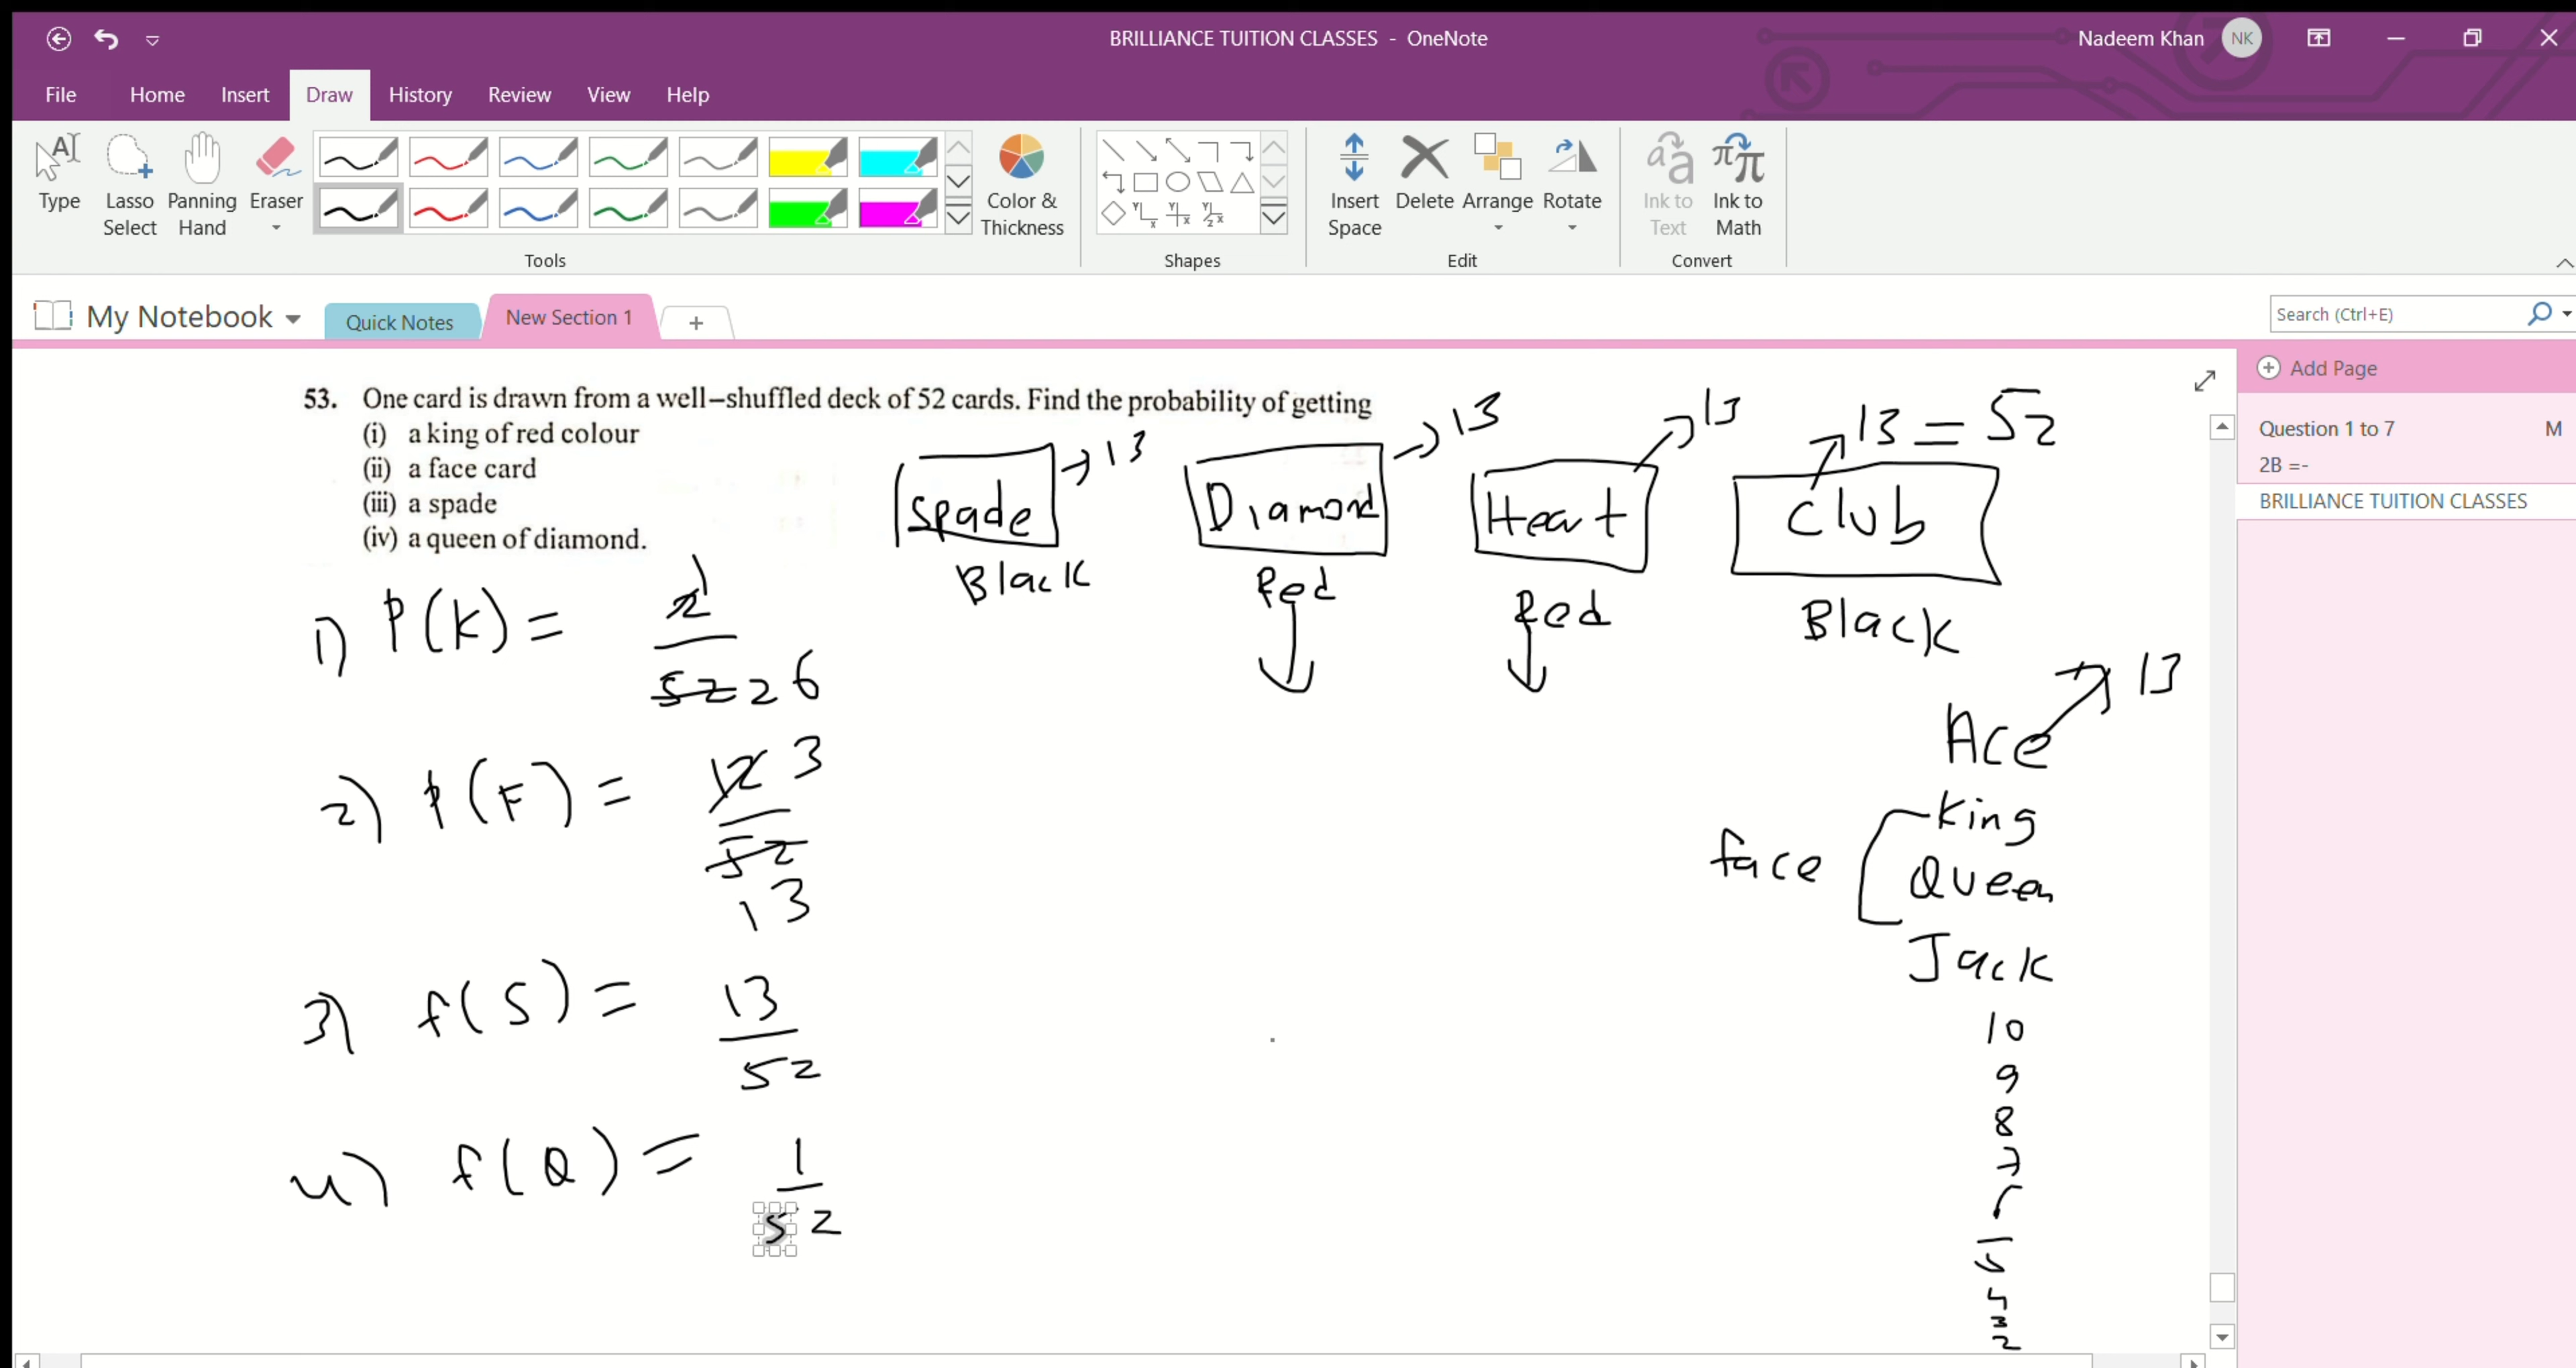 BRILLIANCE TUITION CLASSES - OneNote
Nadeem Khan
NK
File Home Insert Draw History Review View Help
Type
Lasso Select
Panning Hand
Eraser
Color & Thickness
Insert Space
Delete
Arrange
Rotate
Ink to Text
Ink to Math
Tools
Shapes
Edit
Convert
My Notebook
Quick Notes
New Section 1
+
Search (Ctrl+E)
Add Page
Question 1 to 7 M
2B =-
BRILLIANCE TUITION CLASSES
53. One card is drawn from a well-shuffled deck of 52 cards. Find the probability of getting
(i) a king of red colour
(ii) a face card
(iii) a spade
(iv) a queen of diamond.
Spade → 13
Black
Diamond → 13
Red
Heart → 13
Red
Club → 13 = 52
Black
1) P(K) = 2 1
52 26
2) P(F) = 12 3
52
13
3) P(S) = 13
52
4) P(Q) = 1
52
Ace → 13
face
King
Queen
Jack
10
9
8
7
6
5
4
3
2